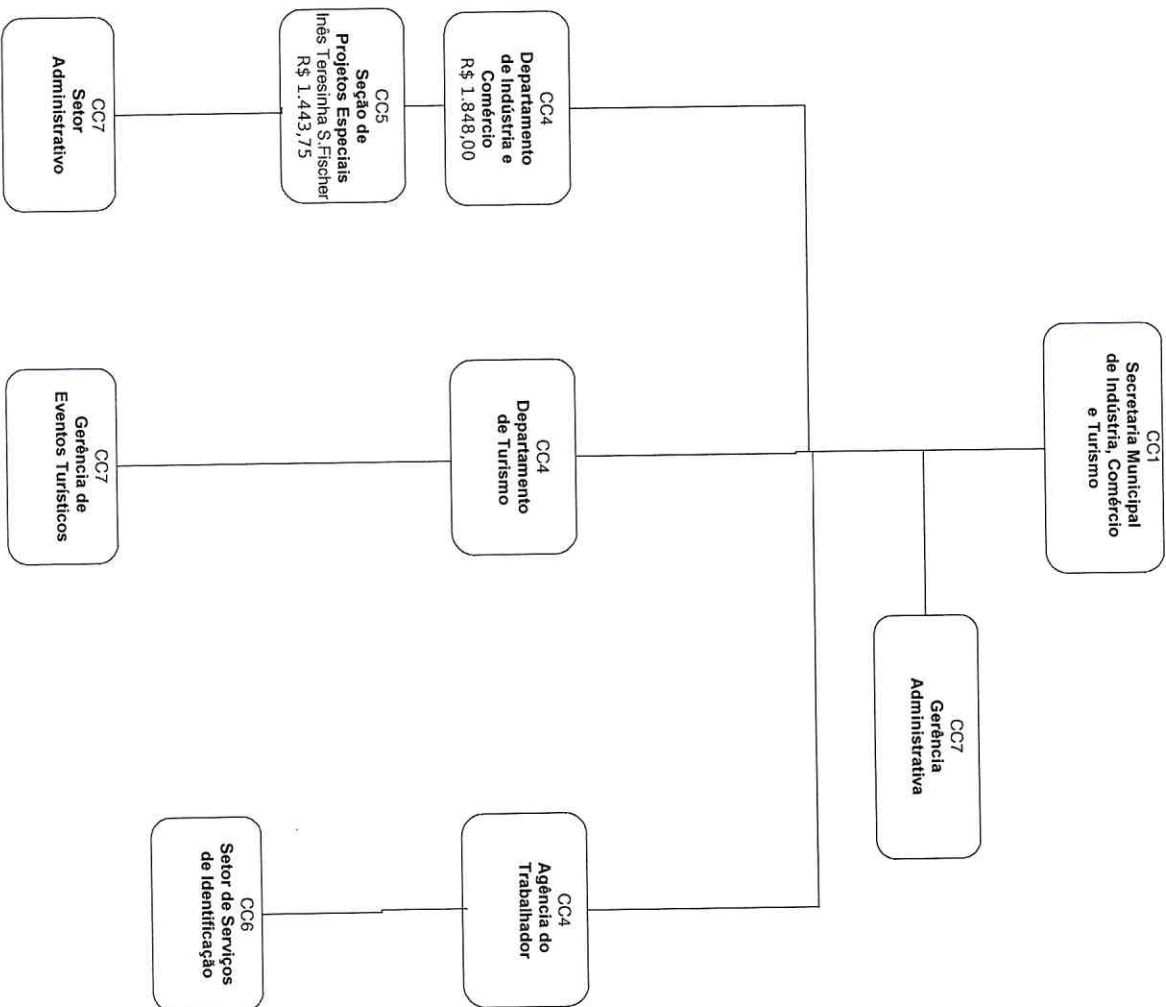 CC1
Secretaria Municipal
de Indústria, Comércio
e Turismo
CC7
Gerência
Administrativa
CC4
Departamento
de Indústria e
Comércio
R$ 1.848,00
CC4
Departamento
de Turismo
CC4
Agência do
Trabalhador
CC5
Seção de
Projetos Especiais
Inês Teresinha S.Fischer
R$ 1.443,75
CC6
Setor de Serviços
de Identificação
CC7
Setor
Administrativo
CC7
Gerência de
Eventos Turísticos